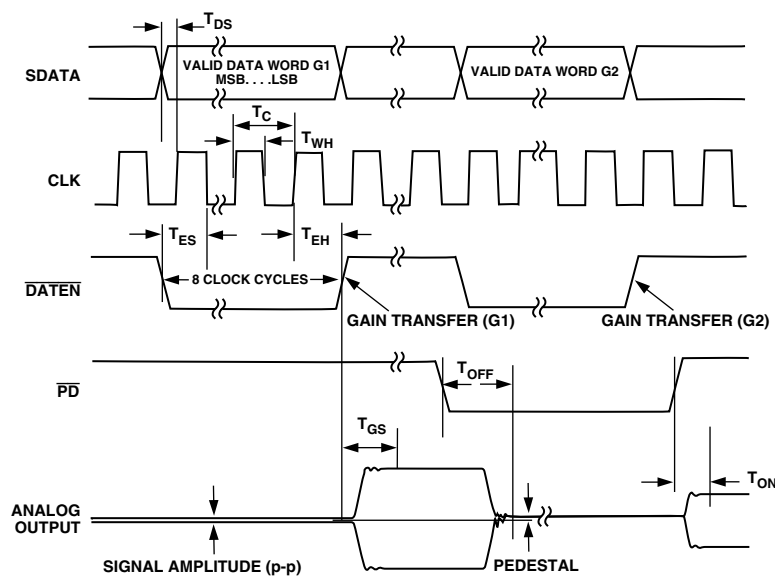 TDS
SDATA
VALID DATA WORD G1
MSB. . . .LSB
VALID DATA WORD G2
TC
TWH
CLK
TES
TEH
DATEN
8 CLOCK CYCLES
GAIN TRANSFER (G1)
GAIN TRANSFER (G2)
PD
TOFF
TGS
TON
ANALOG
OUTPUT
SIGNAL AMPLITUDE (p-p)
PEDESTAL